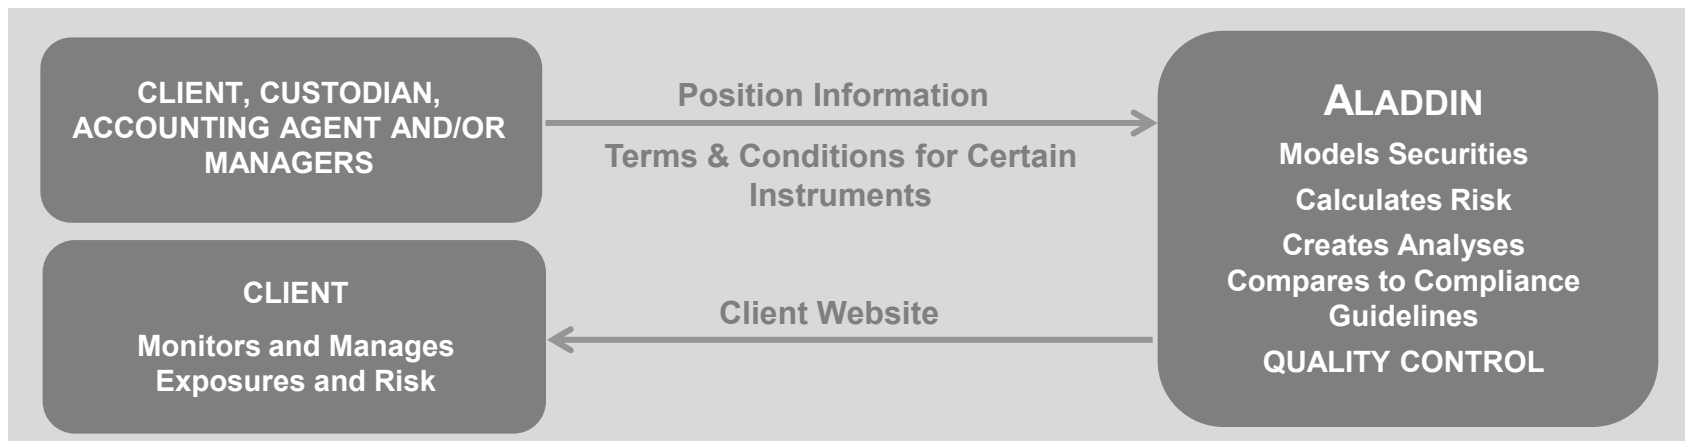 CLIENT, CUSTODIAN,
ACCOUNTING AGENT AND/OR
MANAGERS
Position Information
Terms & Conditions for Certain
Instruments
ALADDIN
Models Securities
Calculates Risk
Creates Analyses
Compares to Compliance
Guidelines
QUALITY CONTROL
CLIENT
Monitors and Manages
Exposures and Risk
Client Website